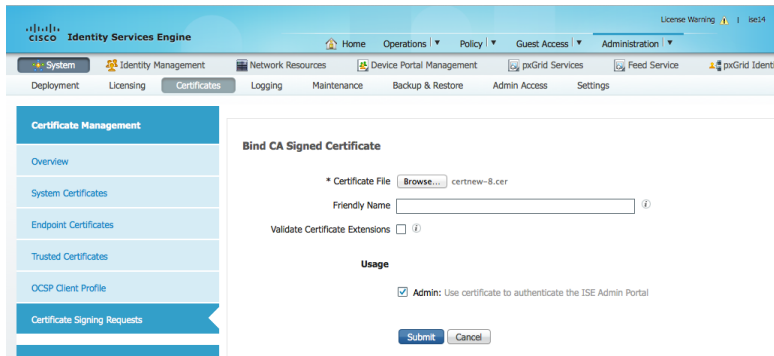 License Warning | ise14
CISCO Identity Services Engine
Home Operations Policy Guest Access Administration
System Identity Management Network Resources Device Portal Management pxGrid Services Feed Service pxGrid Identi
Deployment Licensing Certificates Logging Maintenance Backup & Restore Admin Access Settings
Certificate Management
Overview
System Certificates
Endpoint Certificates
Trusted Certificates
OCSP Client Profile
Certificate Signing Requests
Bind CA Signed Certificate
* Certificate File Browse... certnew-8.cer
Friendly Name
Validate Certificate Extensions
Usage
Admin: Use certificate to authenticate the ISE Admin Portal
Submit Cancel